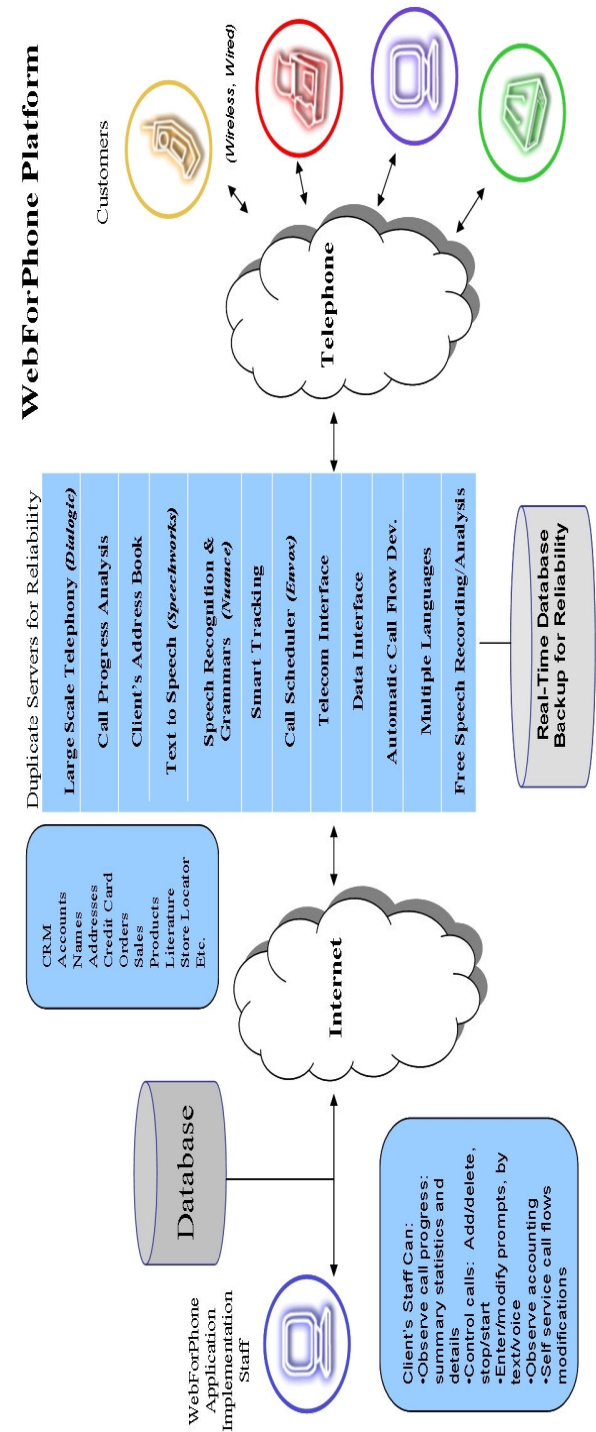 WebForPhone Platform
WebForPhone
Application
Implementation
Staff
Database
Client's Staff Can:
•Observe call progress:
summary statistics and
details
•Control calls: Add/delete,
stop/start
•Enter/modify prompts, by
text/voice
•Observe accounting
•Self service call flows
modifications
Internet
CRM
Accounts
Names
Addresses
Credit Card
Orders
Sales
Products
Literature
Store Locator
Etc.
Duplicate Servers for Reliability
Large Scale Telephony (Dialogic)
Call Progress Analysis
Client's Address Book
Text to Speech (Speechworks)
Speech Recognition &
Grammars (Nuance)
Smart Tracking
Call Scheduler (Envox)
Telecom Interface
Data Interface
Automatic Call Flow Dev.
Multiple Languages
Free Speech Recording/Analysis
Real-Time Database
Backup for Reliability
Telephone
Customers
(Wireless, Wired)